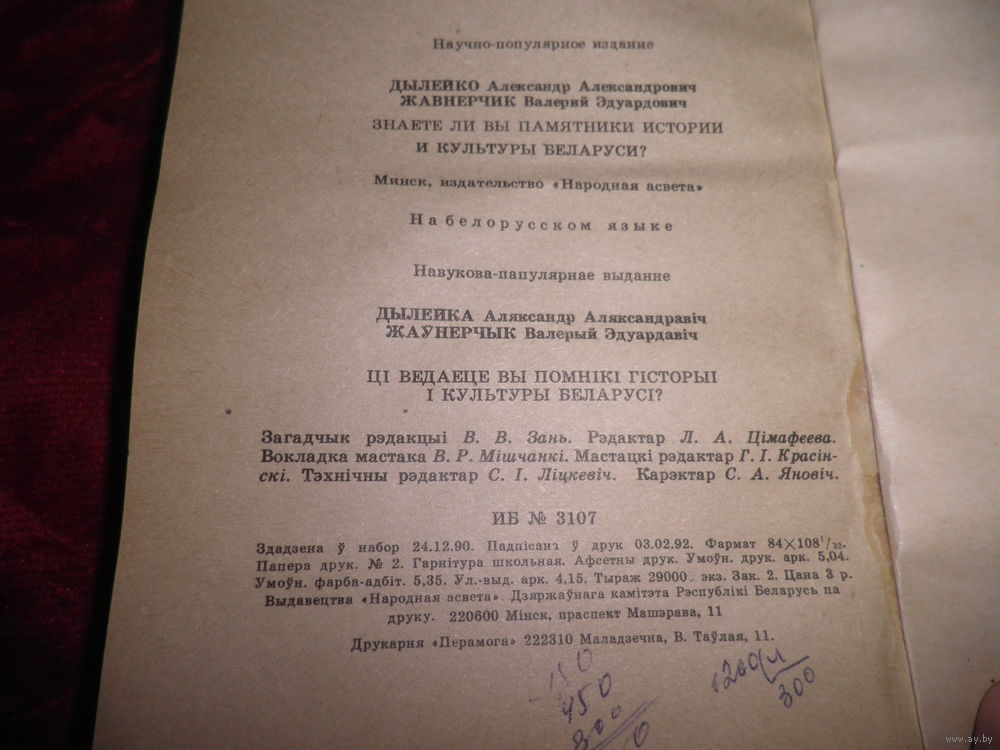 Научно-популярное издание
ДЫЛЕЙКО Александр Александрович
ЖАВНЕРЧИК Валерий Эдуардович
ЗНАЕТЕ ЛИ ВЫ ПАМЯТНИКИ ИСТОРИИ
И КУЛЬТУРЫ БЕЛАРУСИ?
Минск, издательство «Народная асвета»
На белорусском языке
Навукова-папулярнае выданне
ДЫЛЕЙКА Аляксандр Аляксандравіч
ЖАЎНЕРЧЫК Валерый Эдуардавіч
ЦІ ВЕДАЕЦЕ ВЫ ПОМНІКІ ГІСТОРЫІ
І КУЛЬТУРЫ БЕЛАРУСІ?
Загадчык рэдакцыі В. В. Зань. Рэдактар Л. А. Цімафеева.
Вокладка мастака В. Р. Мішчанкі. Мастацкі рэдактар Г. І. Красін-
скі. Тэхнічны рэдактар С. І. Ліцкевіч. Карэктар С. А. Яновіч.
ИБ № 3107
Здадзена ў набор 24.12.90. Падпісана ў друк 03.02.92. Фармат 84×108¹/₃₂.
Папера друк. № 2. Гарнітура школьная. Афсетны друк. Умоўн. друк. арк. 5,04.
Умоўн. фарба-адбіт. 5,35. Ул.-выд. арк. 4,15. Тыраж 29000 экз. Зак. 2. Цана 3 р.
Выдавецтва «Народная асвета» Дзяржаўнага камітэта Рэспублікі Беларусь па
друку. 220600 Мінск, праспект Машэрава, 11
Друкарня «Перамога» 222310 Маладзечна, В. Таўлая, 11.
450
300
300
www.ay.by